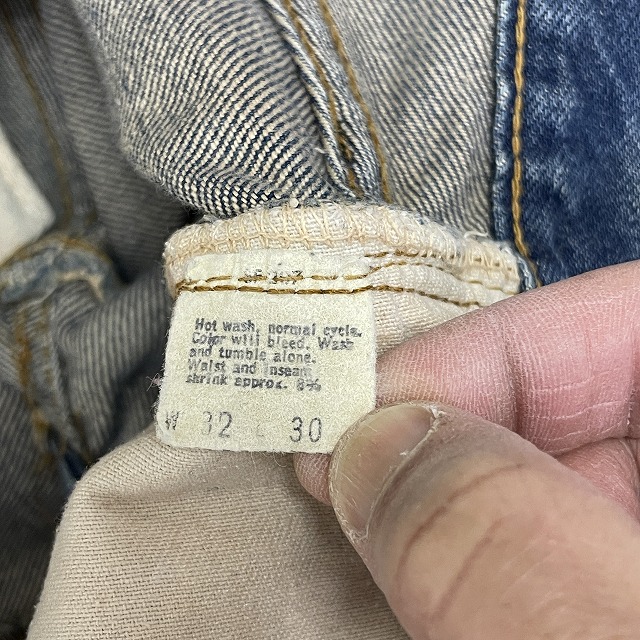 Hot wash, normal cycle.
Color will bleed. Wash
and tumble alone.
Waist and inseam
shrink approx. 8%
W 32 L 30